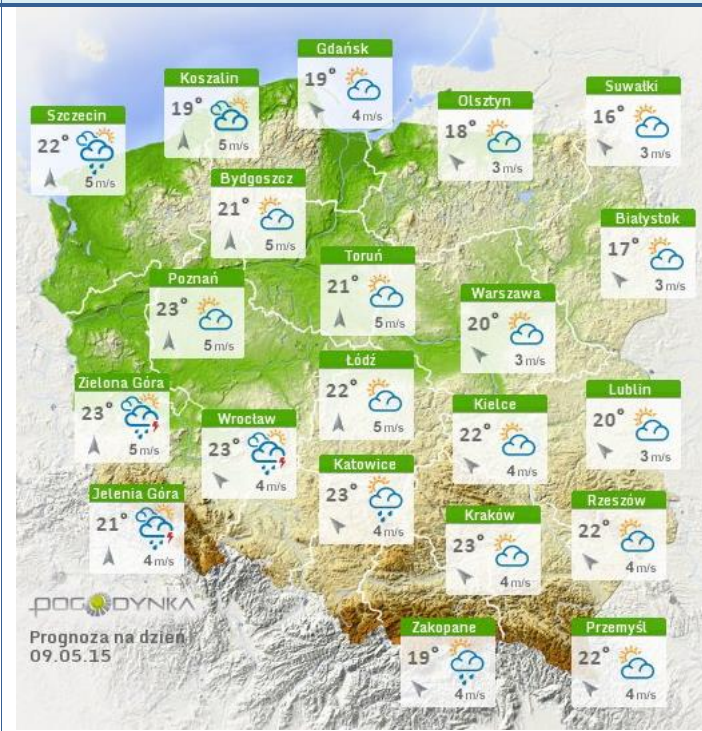 Gdańsk
19°
4 m/s
Koszalin
19°
5 m/s
Suwałki
16°
3 m/s
Olsztyn
18°
3 m/s
Szczecin
22°
5 m/s
Bydgoszcz
21°
5 m/s
Białystok
17°
3 m/s
Toruń
21°
5 m/s
Poznań
23°
5 m/s
Warszawa
20°
3 m/s
Łódź
22°
5 m/s
Zielona Góra
23°
5 m/s
Lublin
20°
3 m/s
Kielce
22°
4 m/s
Wrocław
23°
4 m/s
Katowice
23°
4 m/s
Jelenia Góra
21°
4 m/s
Rzeszów
22°
4 m/s
Kraków
23°
4 m/s
POGODYNKA
Prognoza na dzień
09.05.15
Zakopane
19°
4 m/s
Przemyśl
22°
4 m/s